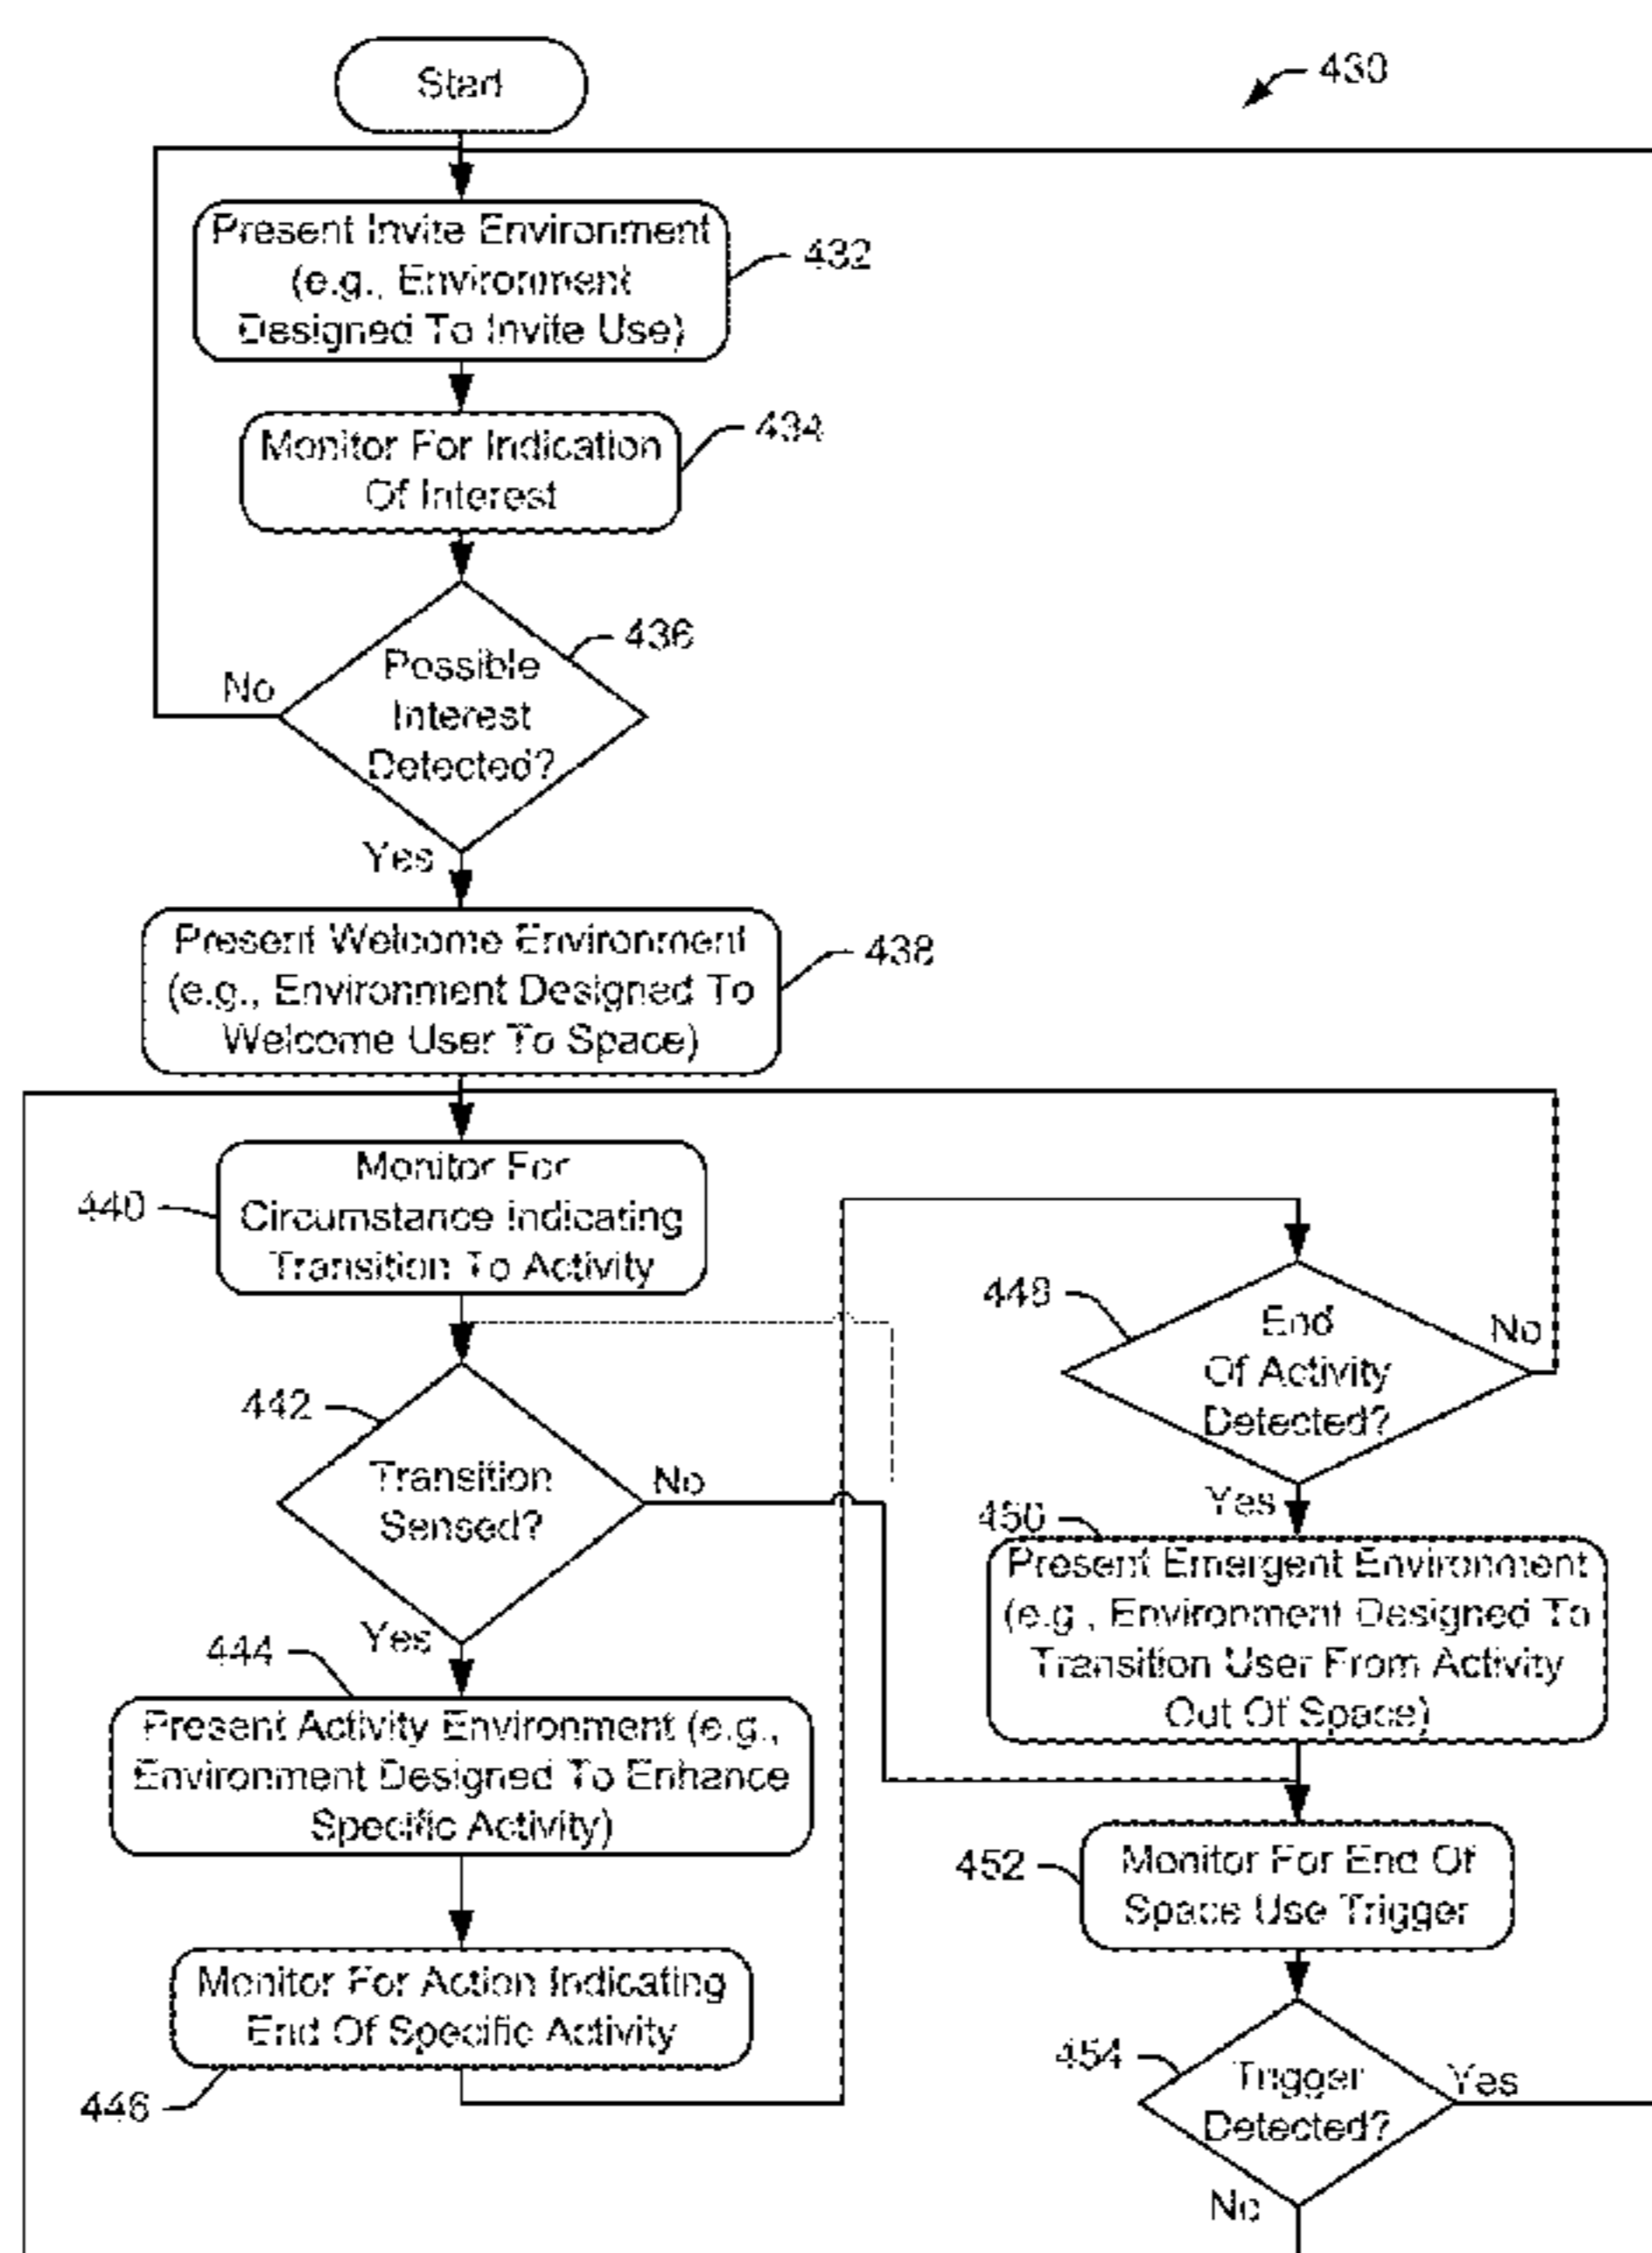 Start
430
Present Invite Environment
(e.g., Environment
Designed To Invite Use)
432
Monitor For Indication
Of Interest
434
Possible
Interest
Detected?
436
No
Yes
Present Welcome Environment
(e.g., Environment Designed To
Welcome User To Space)
438
Monitor For
Circumstance Indicating
Transition To Activity
440
Transition
Sensed?
442
No
Yes
444
Present Activity Environment (e.g.,
Environment Designed To Enhance
Specific Activity)
Monitor For Action Indicating
End Of Specific Activity
446
448
End
Of Activity
Detected?
No
Yes
450
Present Emergent Environment
(e.g., Environment Designed To
Transition User From Activity
Out Of Space)
452
Monitor For End Of
Space Use Trigger
454
Trigger
Detected?
Yes
No